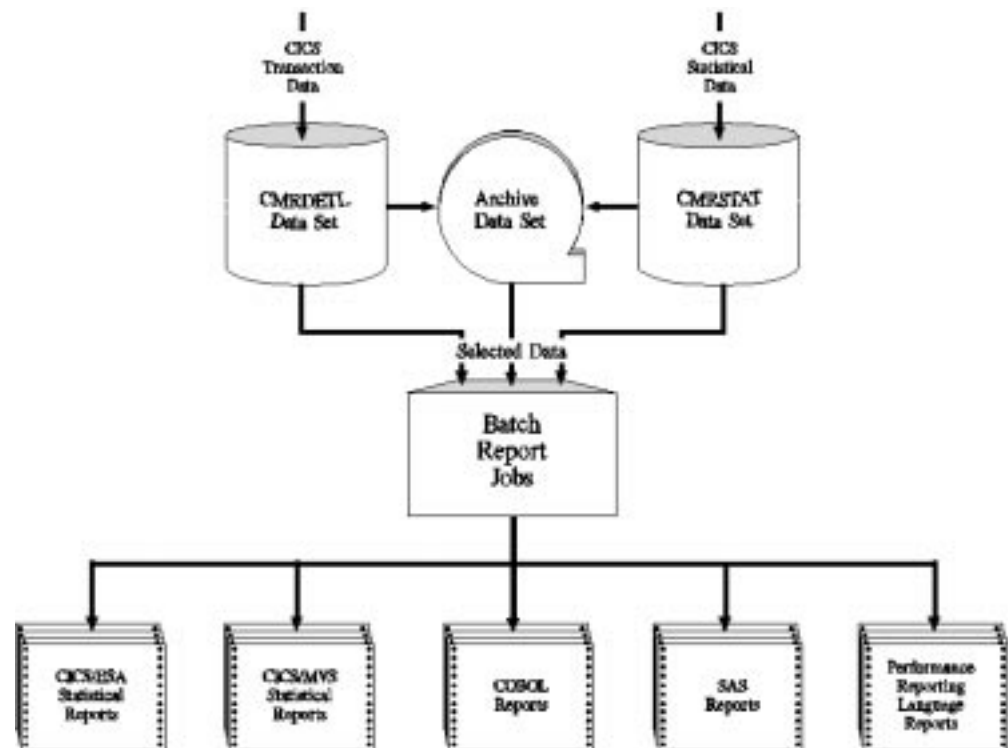 CICS
Transaction
Data
CICS
Statistical
Data
CMRDETL
Data Set
Archive
Data Set
CMRSTAT
Data Set
Selected Data
Batch
Report
Jobs
CICS/ESA
Statistical
Reports
CICS/MVS
Statistical
Reports
COBOL
Reports
SAS
Reports
Performance
Reporting
Language
Reports